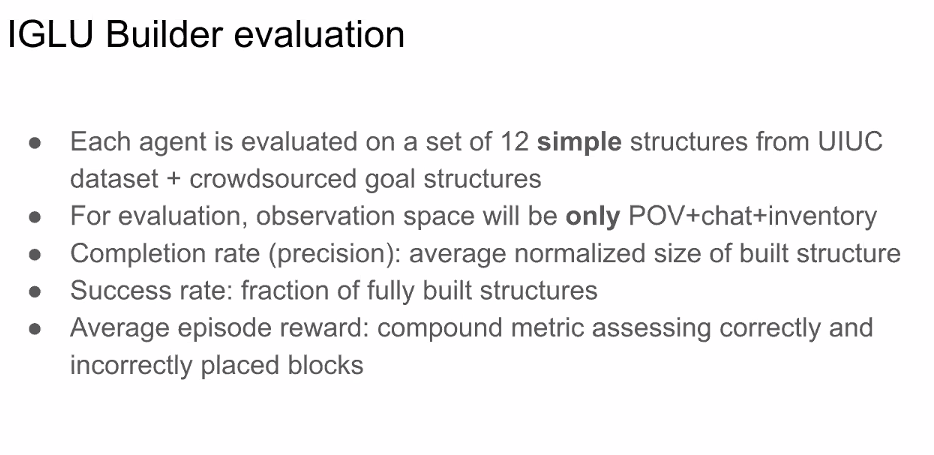 IGLU Builder evaluation
● Each agent is evaluated on a set of 12 simple structures from UIUC
dataset + crowdsourced goal structures
● For evaluation, observation space will be only POV+chat+inventory
● Completion rate (precision): average normalized size of built structure
● Success rate: fraction of fully built structures
● Average episode reward: compound metric assessing correctly and
incorrectly placed blocks